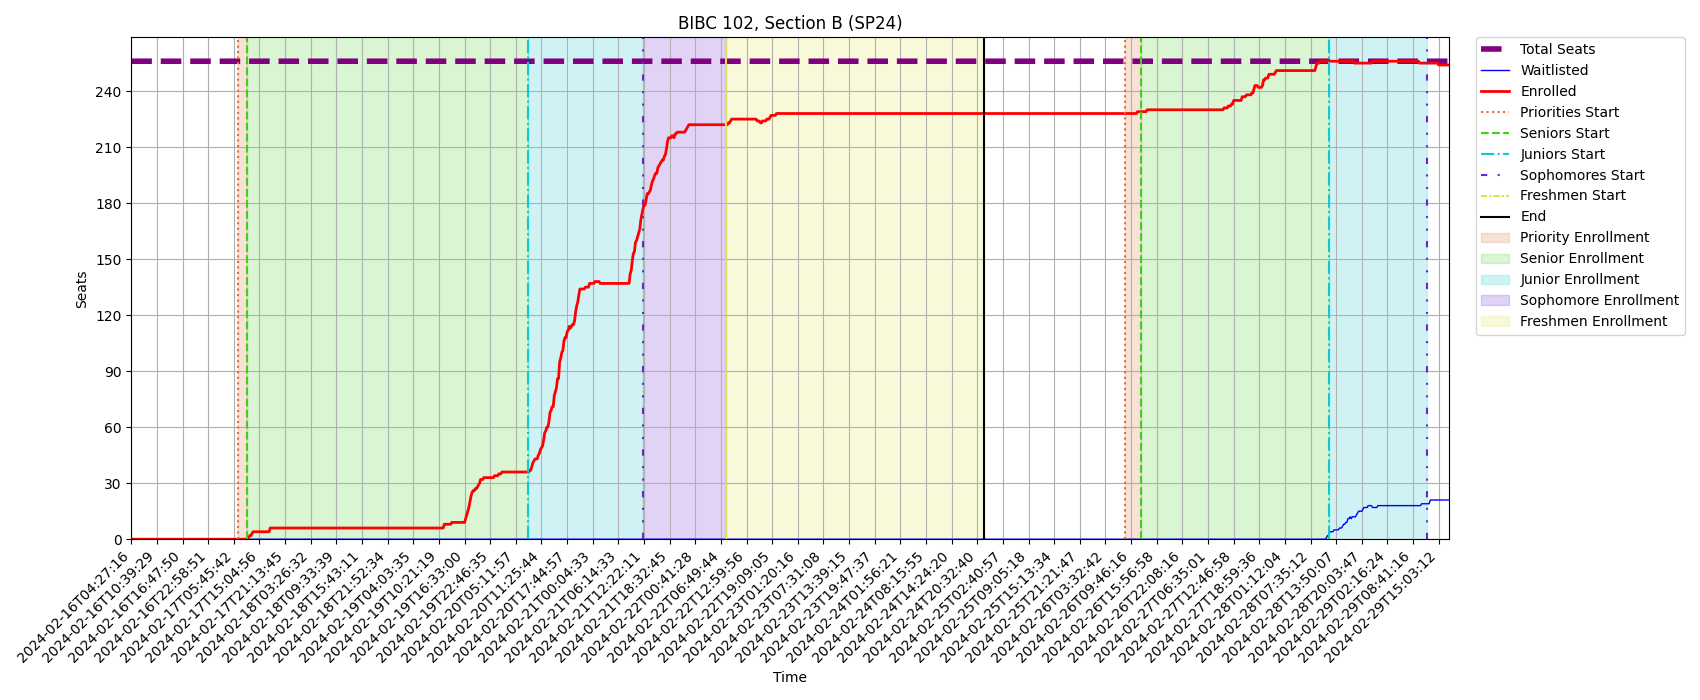 BIBC 102, Section B (SP24)
Total Seats
Waitlisted
Enrolled
Priorities Start
Seniors Start
Juniors Start
Sophomores Start
Freshmen Start
End
Priority Enrollment
Senior Enrollment
Junior Enrollment
Sophomore Enrollment
Freshmen Enrollment
Seats
240
210
180
150
120
90
60
30
0
2024-02-16T04:27:16
2024-02-16T10:39:29
2024-02-16T16:47:50
2024-02-16T22:58:51
2024-02-17T05:45:42
2024-02-17T15:04:56
2024-02-17T21:13:45
2024-02-18T03:26:32
2024-02-18T09:33:39
2024-02-18T15:43:11
2024-02-18T21:52:34
2024-02-19T04:03:35
2024-02-19T10:21:19
2024-02-19T16:33:00
2024-02-19T22:46:35
2024-02-20T05:11:57
2024-02-20T11:25:44
2024-02-20T17:44:57
2024-02-21T00:04:33
2024-02-21T06:14:33
2024-02-21T12:22:11
2024-02-21T18:32:45
2024-02-22T00:41:28
2024-02-22T06:49:44
2024-02-22T12:59:56
2024-02-22T19:09:05
2024-02-23T01:20:16
2024-02-23T07:31:08
2024-02-23T13:39:15
2024-02-23T19:47:37
2024-02-24T01:56:21
2024-02-24T08:15:55
2024-02-24T14:24:20
2024-02-24T20:32:40
2024-02-25T02:40:57
2024-02-25T09:05:18
2024-02-25T15:13:34
2024-02-25T21:21:47
2024-02-26T03:32:42
2024-02-26T09:46:16
2024-02-26T15:56:58
2024-02-26T22:08:16
2024-02-27T06:35:01
2024-02-27T12:46:58
2024-02-27T18:59:36
2024-02-28T01:12:04
2024-02-28T07:35:12
2024-02-28T13:50:07
2024-02-28T20:03:47
2024-02-29T02:16:24
2024-02-29T08:41:16
2024-02-29T15:03:12
Time